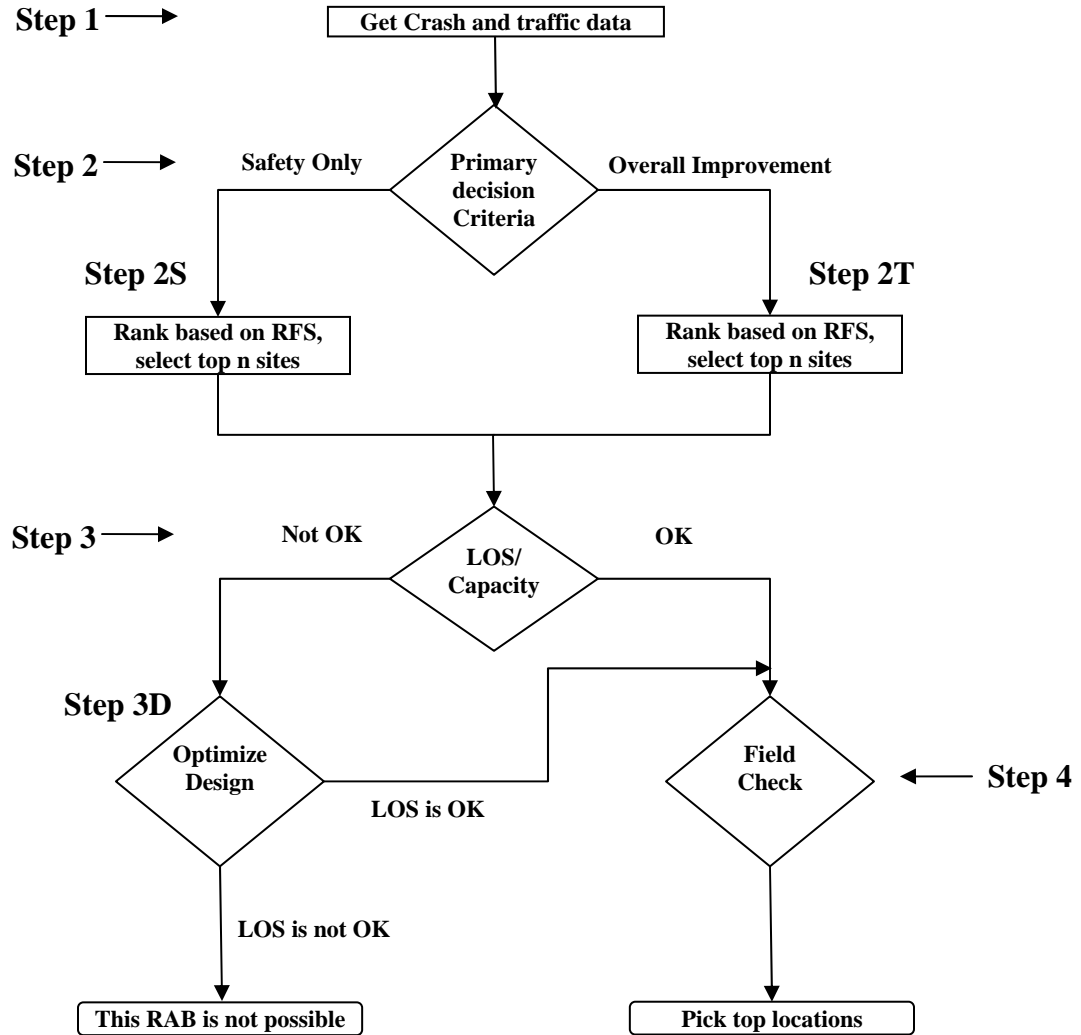 Step 1
Get Crash and traffic data
Step 2
Safety Only
Primary
decision
Criteria
Overall Improvement
Step 2S
Step 2T
Rank based on RFS,
select top n sites
Rank based on RFS,
select top n sites
Step 3
Not OK
LOS/
Capacity
OK
Step 3D
Optimize
Design
LOS is OK
Field
Check
Step 4
LOS is not OK
This RAB is not possible
Pick top locations